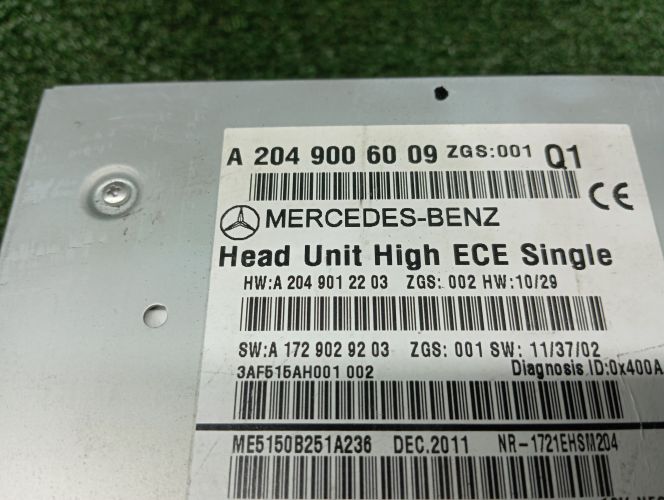 A 204 900 60 09 ZGS:001 Q1
CE
MERCEDES-BENZ
Head Unit High ECE Single
HW:A 204 901 22 03 ZGS: 002 HW:10/29
SW:A 172 902 92 03 ZGS: 001 SW: 11/37/02
3AF515AH001 002 Diagnosis.ID:0x400A
ME5150B251A236 DEC.2011 NR-1721EHSM204